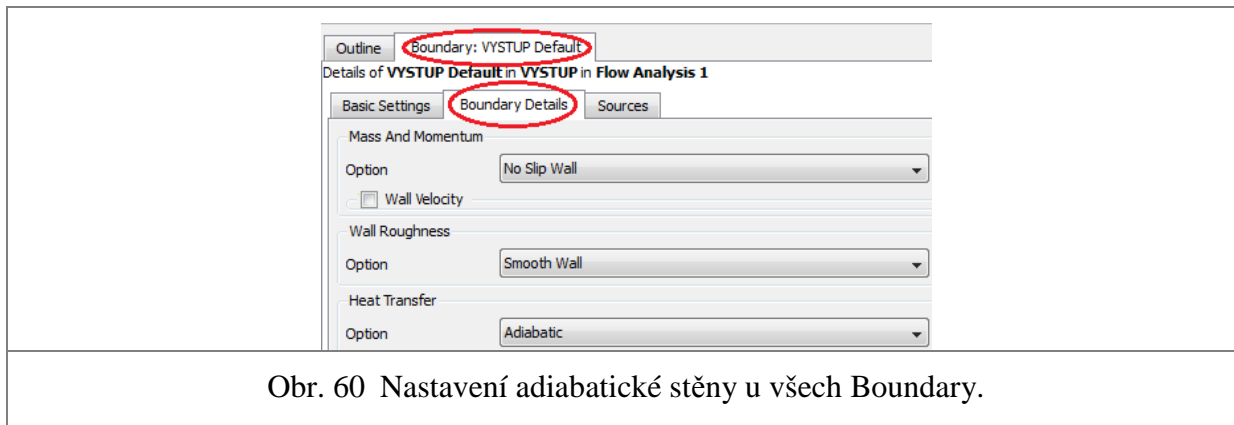 Outline Boundary: VYSTUP Default
Details of VYSTUP Default in VYSTUP in Flow Analysis 1
Basic Settings Boundary Details Sources
Mass And Momentum
Option No Slip Wall
Wall Velocity
Wall Roughness
Option Smooth Wall
Heat Transfer
Option Adiabatic
Obr. 60 Nastavení adiabatické stěny u všech Boundary.